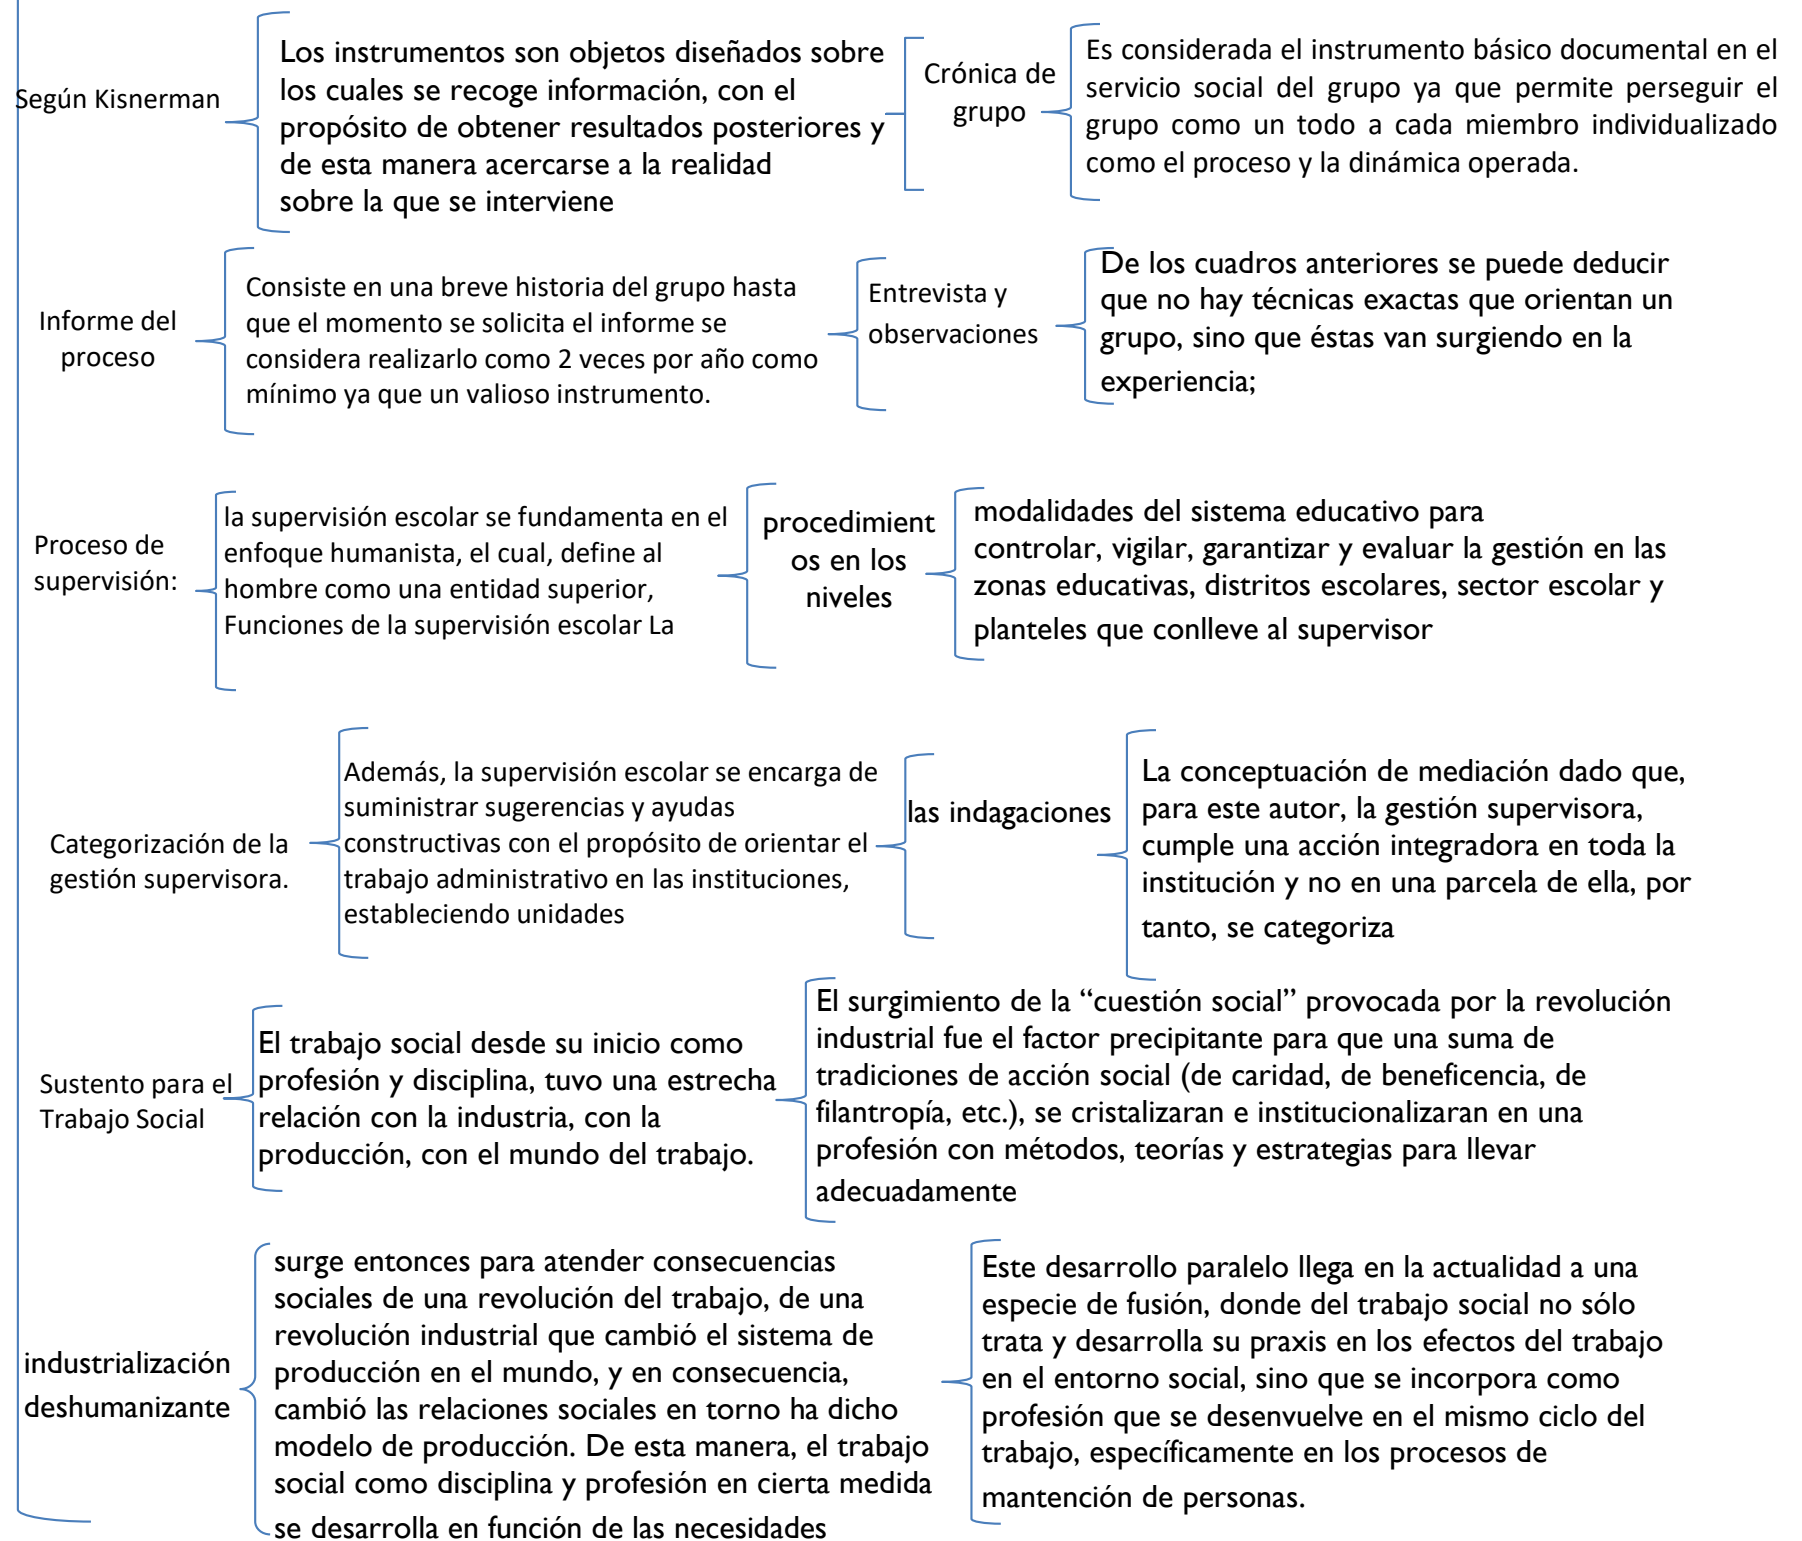 Según Kisnerman
Los instrumentos son objetos diseñados sobre
los cuales se recoge información, con el
propósito de obtener resultados posteriores y
de esta manera acercarse a la realidad
sobre la que se interviene
Crónica de
grupo
Es considerada el instrumento básico documental en el
servicio social del grupo ya que permite perseguir el
grupo como un todo a cada miembro individualizado
como el proceso y la dinámica operada.
Informe del
proceso
Consiste en una breve historia del grupo hasta
que el momento se solicita el informe se
considera realizarlo como 2 veces por año como
mínimo ya que un valioso instrumento.
Entrevista y
observaciones
De los cuadros anteriores se puede deducir
que no hay técnicas exactas que orientan un
grupo, sino que éstas van surgiendo en la
experiencia;
Proceso de
supervisión:
la supervisión escolar se fundamenta en el
enfoque humanista, el cual, define al
hombre como una entidad superior,
Funciones de la supervisión escolar La
procedimient
os en los
niveles
modalidades del sistema educativo para
controlar, vigilar, garantizar y evaluar la gestión en las
zonas educativas, distritos escolares, sector escolar y
planteles que conlleve al supervisor
Categorización de la
gestión supervisora.
Además, la supervisión escolar se encarga de
suministrar sugerencias y ayudas
constructivas con el propósito de orientar el
trabajo administrativo en las instituciones,
estableciendo unidades
las indagaciones
La conceptuación de mediación dado que,
para este autor, la gestión supervisora,
cumple una acción integradora en toda la
institución y no en una parcela de ella, por
tanto, se categoriza
Sustento para el
Trabajo Social
El trabajo social desde su inicio como
profesión y disciplina, tuvo una estrecha
relación con la industria, con la
producción, con el mundo del trabajo.
El surgimiento de la “cuestión social” provocada por la revolución
industrial fue el factor precipitante para que una suma de
tradiciones de acción social (de caridad, de beneficencia, de
filantropía, etc.), se cristalizaran e institucionalizaran en una
profesión con métodos, teorías y estrategias para llevar
adecuadamente
industrialización
deshumanizante
surge entonces para atender consecuencias
sociales de una revolución del trabajo, de una
revolución industrial que cambió el sistema de
producción en el mundo, y en consecuencia,
cambió las relaciones sociales en torno ha dicho
modelo de producción. De esta manera, el trabajo
social como disciplina y profesión en cierta medida
se desarrolla en función de las necesidades
Este desarrollo paralelo llega en la actualidad a una
especie de fusión, donde del trabajo social no sólo
trata y desarrolla su praxis en los efectos del trabajo
en el entorno social, sino que se incorpora como
profesión que se desenvuelve en el mismo ciclo del
trabajo, específicamente en los procesos de
mantención de personas.